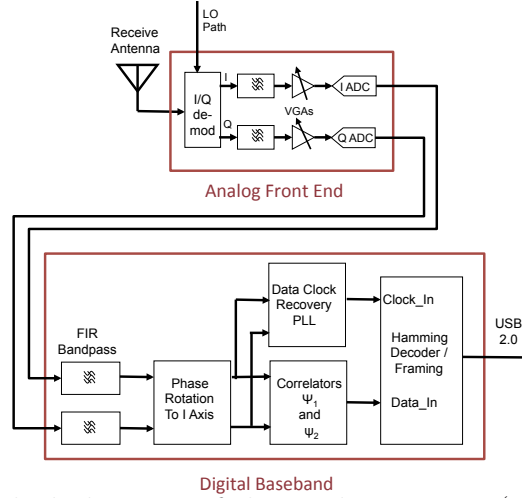 LO
Path
Receive
Antenna
I
I/Q
de-
mod
Q
VGAs
I ADC
Q ADC
Analog Front End
FIR
Bandpass
Phase
Rotation
To I Axis
Data Clock
Recovery
PLL
Correlators
Ψ1
and
Ψ2
Clock_In
Hamming
Decoder /
Framing
Data_In
USB
2.0
Digital Baseband